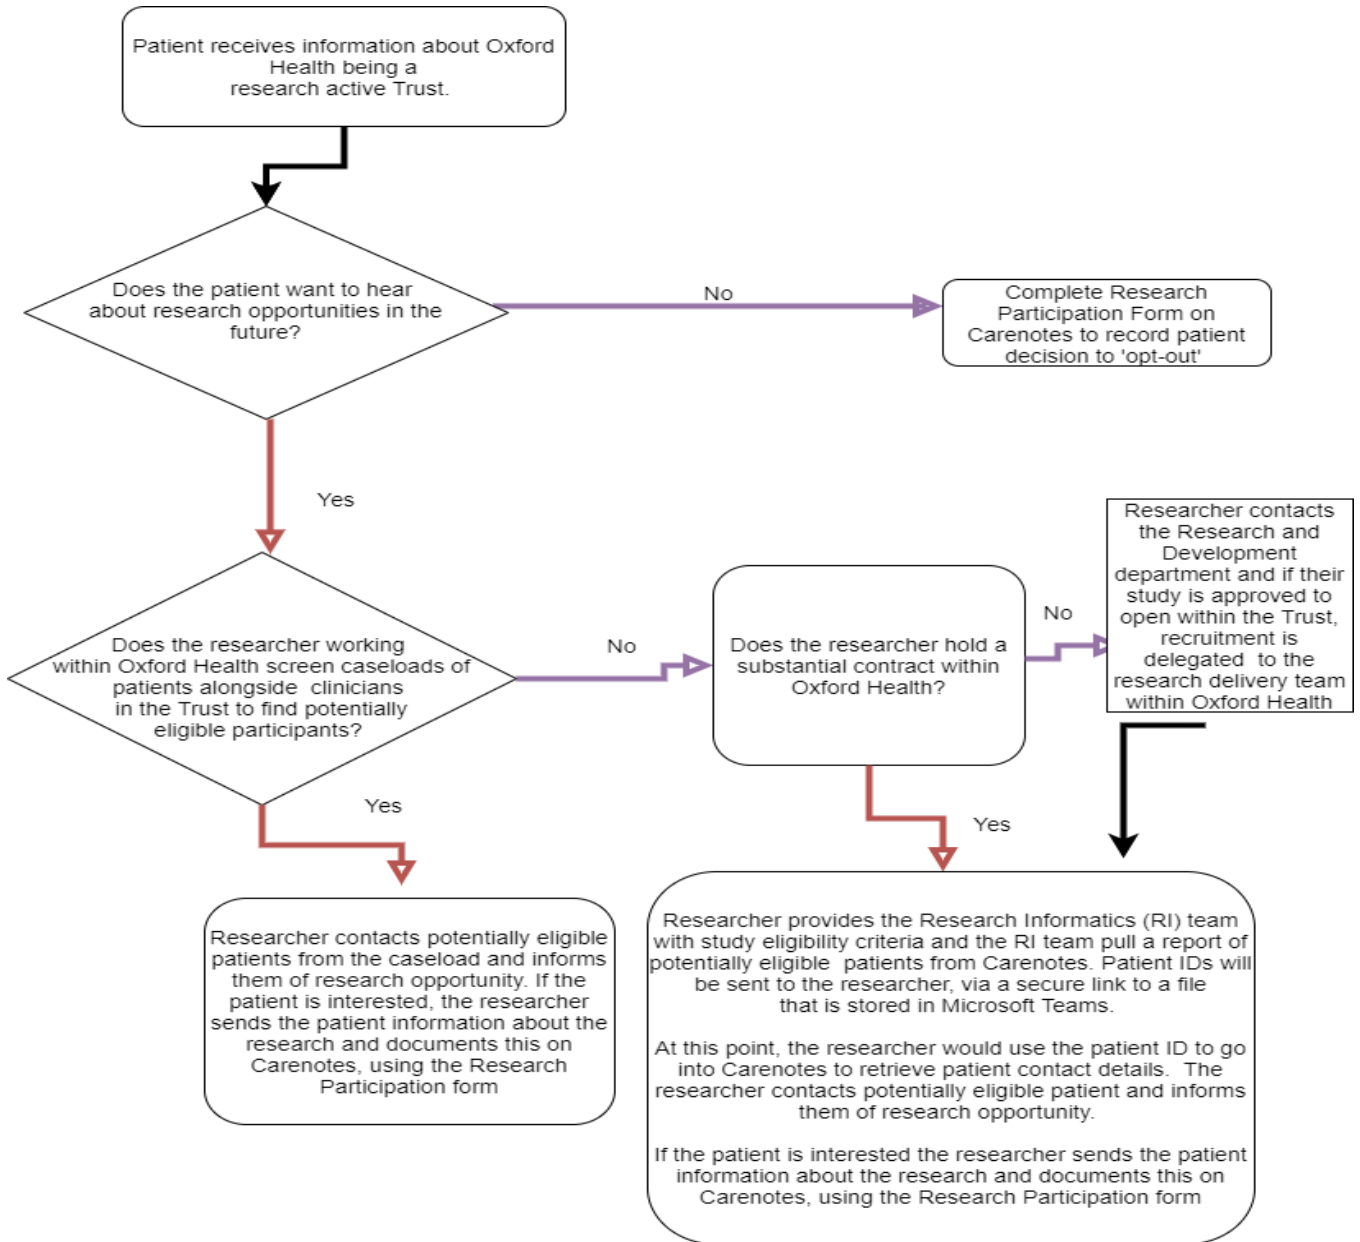 Patient receives information about Oxford
Health being a
research active Trust.
Does the patient want to hear
about research opportunities in the
future?
No
Complete Research
Participation Form on
Carenotes to record patient
decision to 'opt-out'
Yes
Does the researcher working
within Oxford Health screen caseloads of
patients alongside clinicians
in the Trust to find potentially
eligible participants?
No
Does the researcher hold a
substantial contract within
Oxford Health?
No
Researcher contacts
the Research and
Development
department and if their
study is approved to
open within the Trust,
recruitment is
delegated to the
research delivery team
within Oxford Health
Yes
Yes
Researcher contacts potentially eligible
patients from the caseload and informs
them of research opportunity. If the
patient is interested, the researcher
sends the patient information about the
research and documents this on
Carenotes, using the Research
Participation form
Researcher provides the Research Informatics (RI) team
with study eligibility criteria and the RI team pull a report of
potentially eligible patients from Carenotes. Patient IDs will
be sent to the researcher, via a secure link to a file
that is stored in Microsoft Teams.
At this point, the researcher would use the patient ID to go
into Carenotes to retrieve patient contact details. The
researcher contacts potentially eligible patient and informs
them of research opportunity.
If the patient is interested the researcher sends the patient
information about the research and documents this on
Carenotes, using the Research Participation form